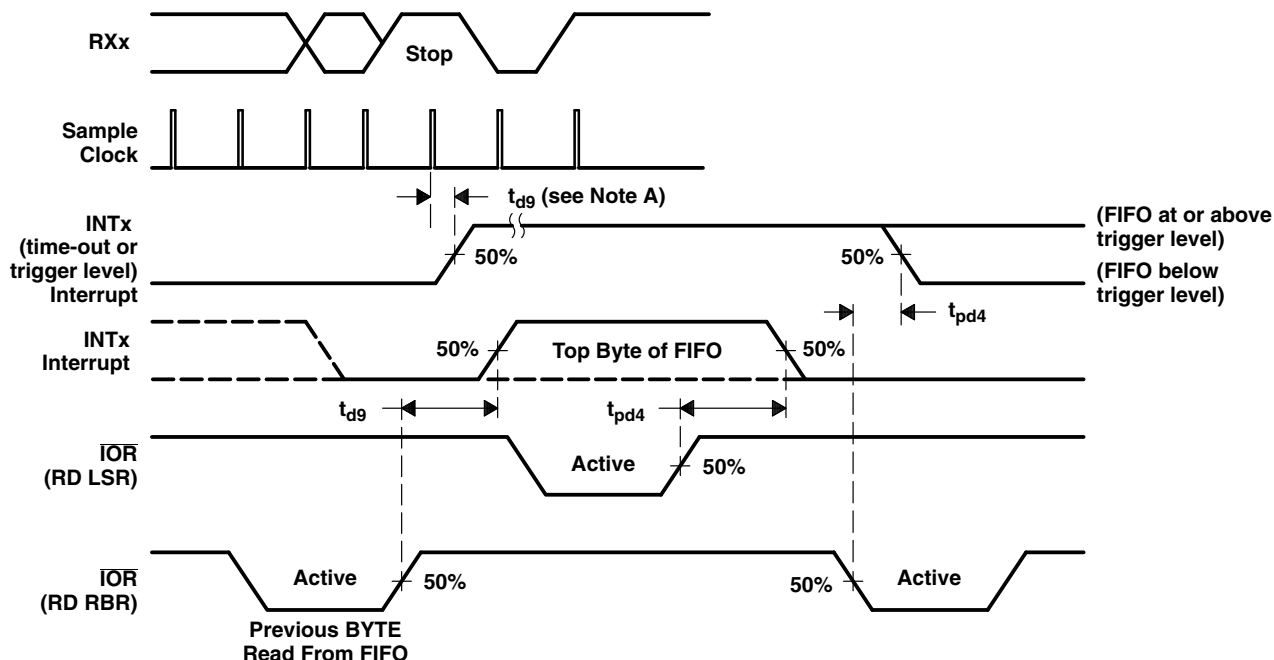 RXx
Stop
Sample
Clock
t_d9 (see Note A)
INTx
(time-out or
trigger level)
Interrupt
50%
50%
(FIFO at or above
trigger level)
(FIFO below
trigger level)
t_pd4
INTx
Interrupt
50%
Top Byte of FIFO
50%
t_d9
t_pd4
IOR
(RD LSR)
Active
50%
IOR
(RD RBR)
Active
50%
50%
Active
Previous BYTE
Read From FIFO